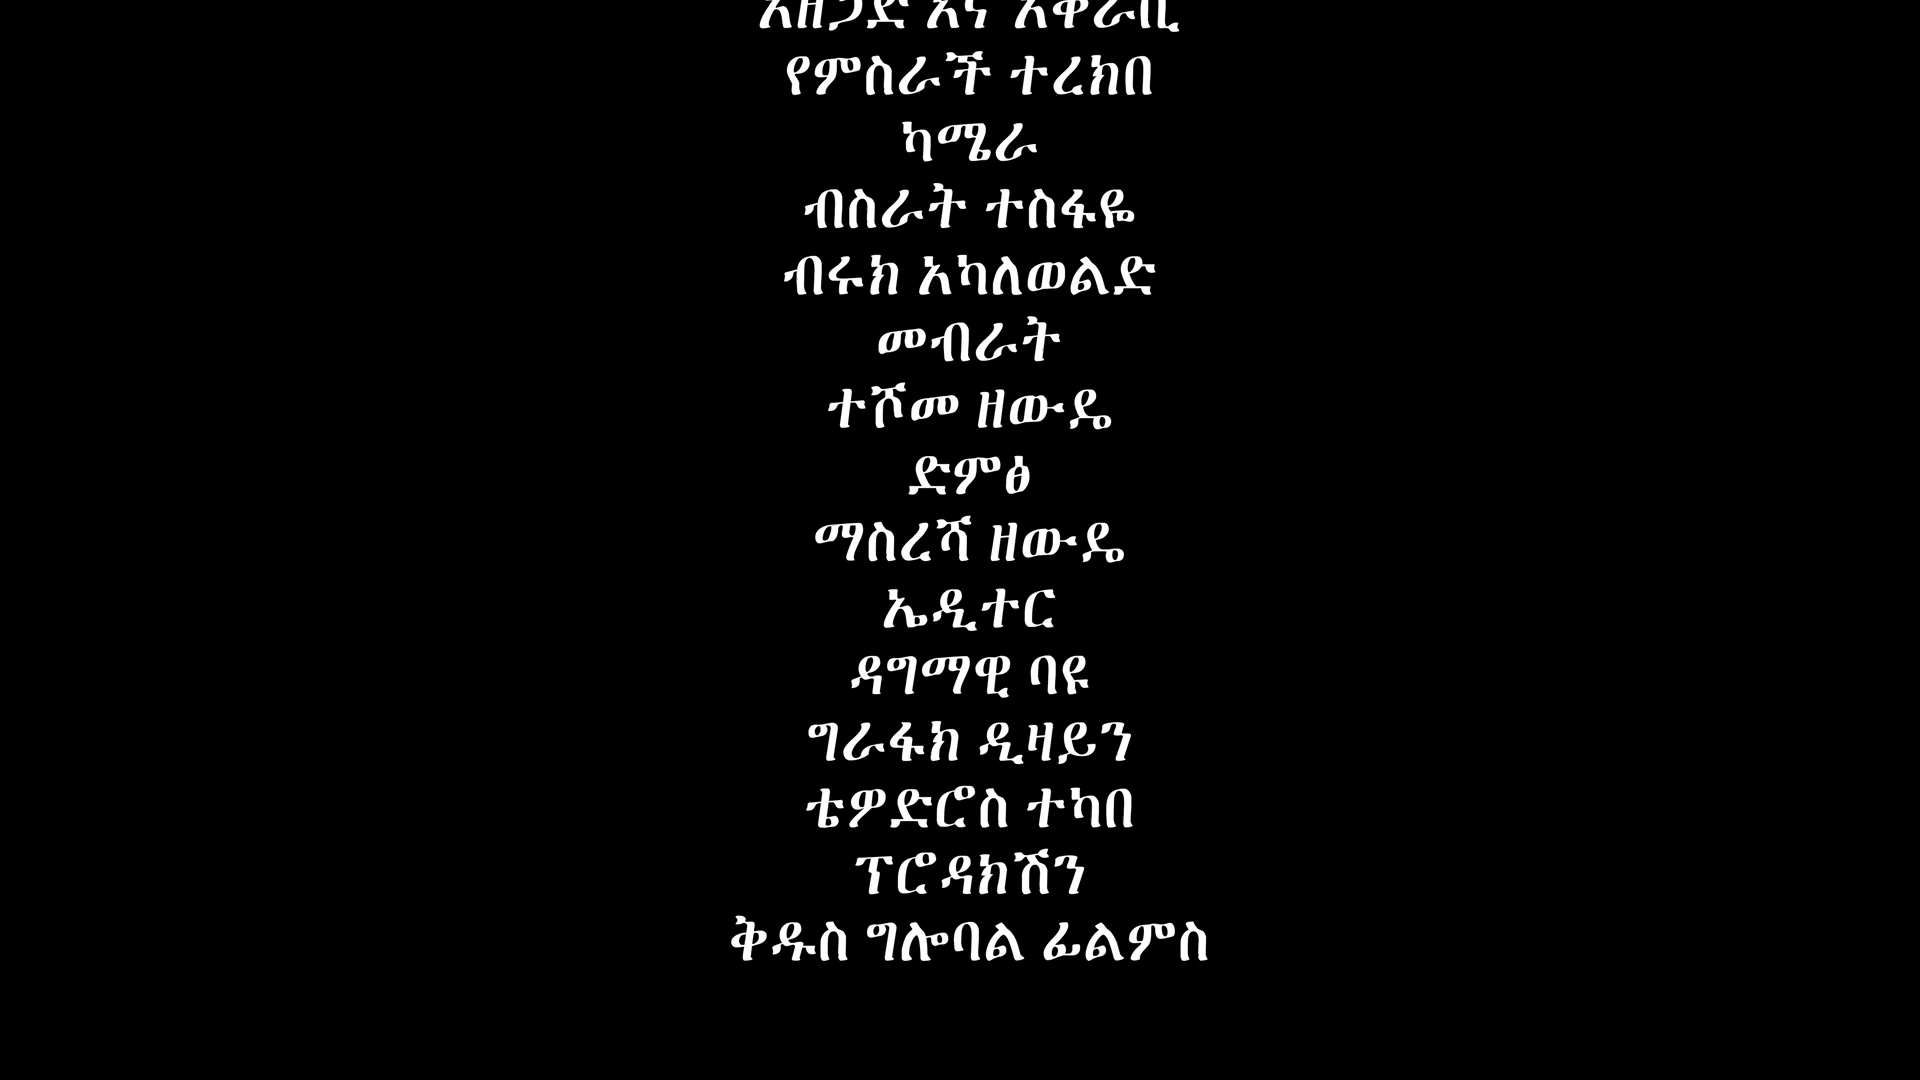 የምስራች ተረክበ
ካሜራ
ብስራት ተስፋዬ
ብሩክ አካለወልድ
መብራት
ተሾመ ዘውዴ
ድምፅ
ማስረሻ ዘውዴ
ኤዲተር
ዳግማዊ ባዩ
ግራፋክ ዲዛይን
ቴዎድሮስ ተካበ
ፕሮዳክሽን
ቅዱስ ግሎባል ፊልምስ